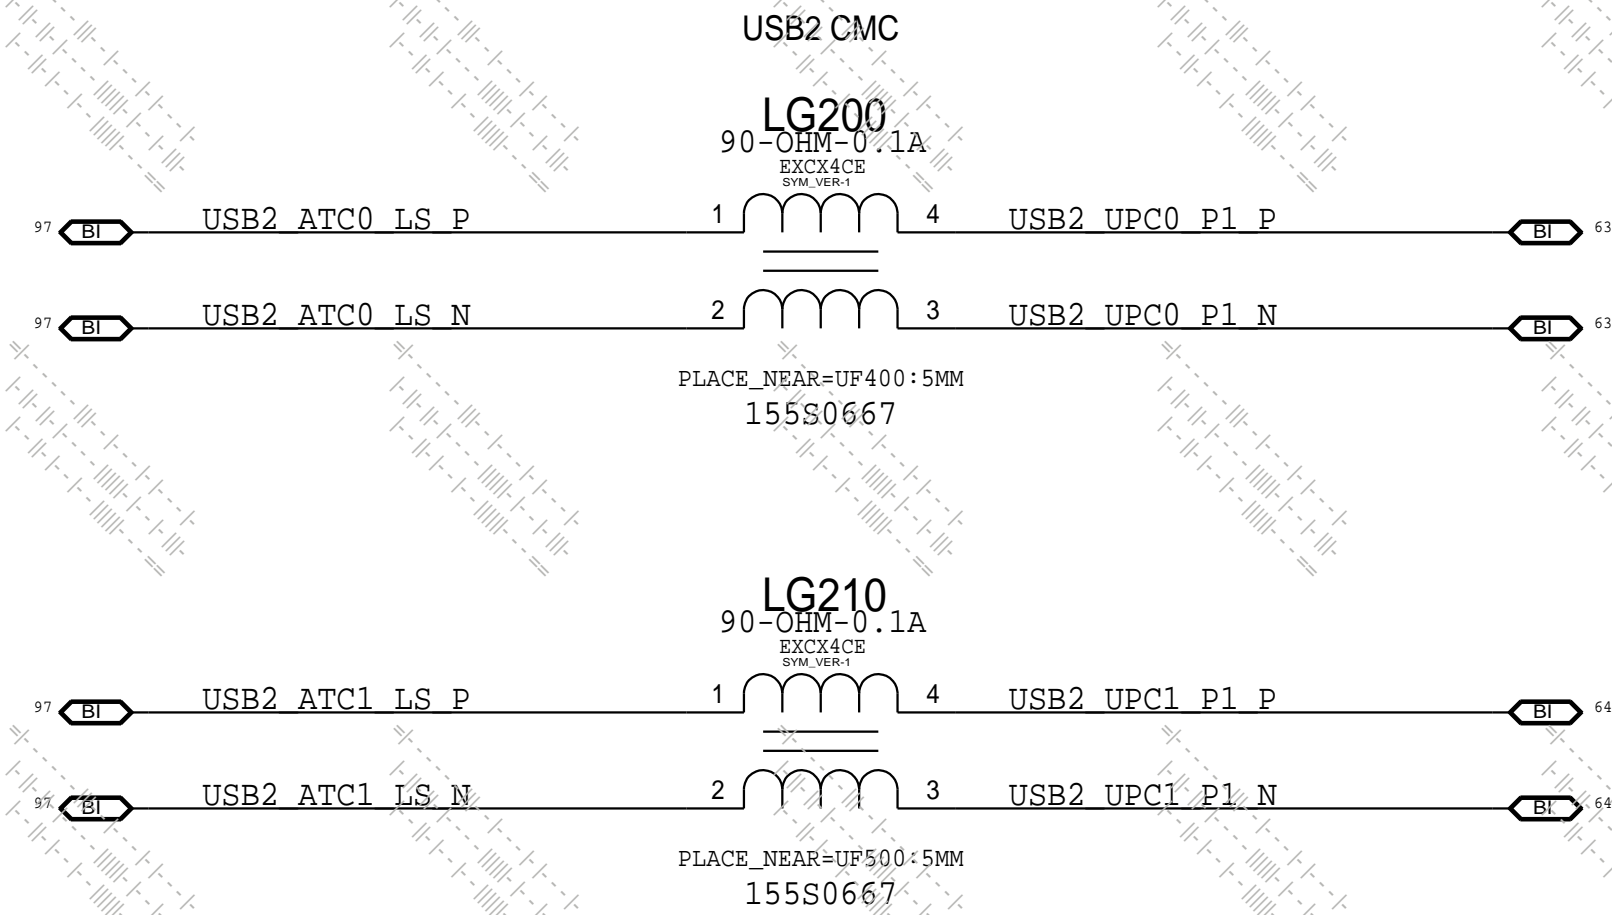 USB2 CMC
LG200
90-OHM-0.1A
EXCX4CE
SYM_VER-1
97 BI USB2_ATC0_LS_P 1 4 USB2_UPC0_P1_P BI 63
97 BI USB2_ATC0_LS_N 2 3 USB2_UPC0_P1_N BI 63
PLACE_NEAR=UF400:5MM
155S0667
LG210
90-OHM-0.1A
EXCX4CE
SYM_VER-1
97 BI USB2_ATC1_LS_P 1 4 USB2_UPC1_P1_P BI 64
97 BI USB2_ATC1_LS_N 2 3 USB2_UPC1_P1_N BI 64
PLACE_NEAR=UF500:5MM
155S0667